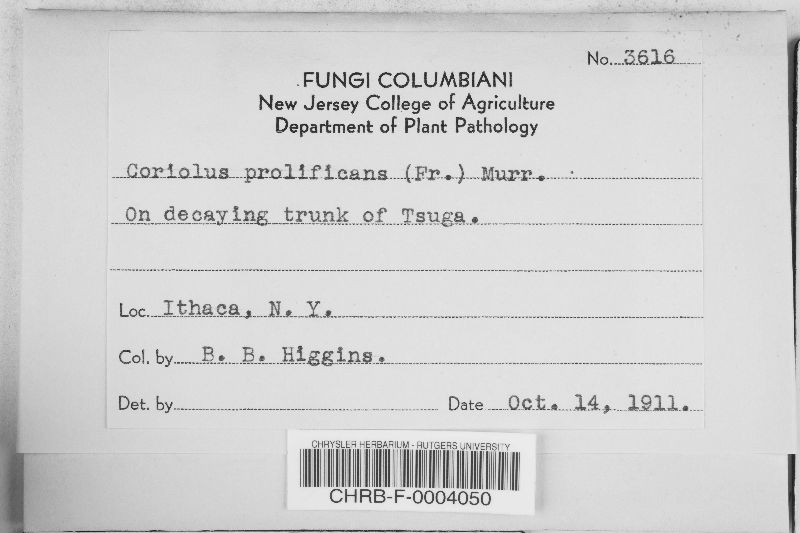 No. 3616
FUNGI COLUMBIANI
New Jersey College of Agriculture
Department of Plant Pathology
Coriolus prolificans (Fr.) Murr.
On decaying trunk of Tsuga.
Loc. Ithaca, N. Y.
Col. by B. B. Higgins.
Det. by
Date Oct. 14, 1911.
CHRYSLER HERBARIUM - RUTGERS UNIVERSITY
CHRB-F-0004050